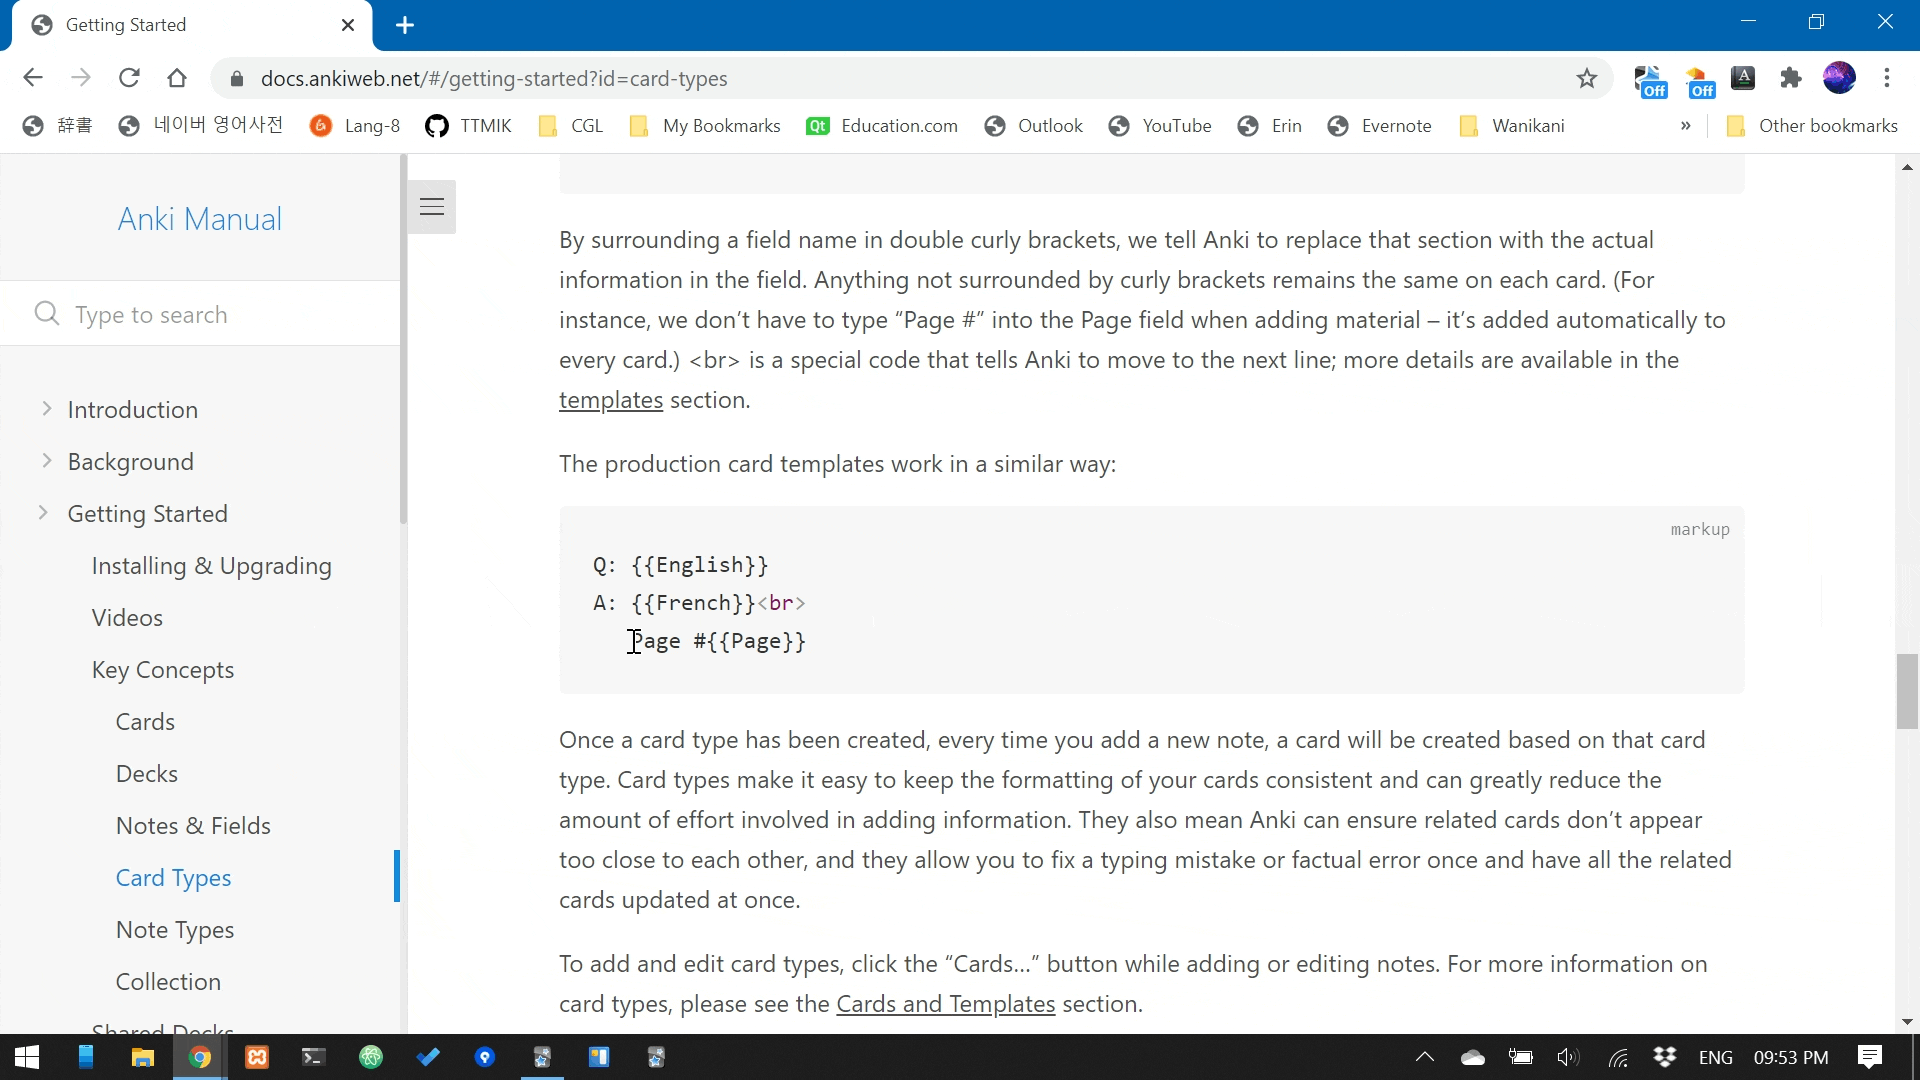 Getting Started
docs.ankiweb.net/#/getting-started?id=card-types
Off
Off
A
辞書
네이버 영어사전
Lang-8
TTMIK
CGL
My Bookmarks
Qt
Education.com
Outlook
YouTube
Erin
Evernote
Wanikani
»
Other bookmarks
Anki Manual
Type to search
Introduction
Background
Getting Started
Installing & Upgrading
Videos
Key Concepts
Cards
Decks
Notes & Fields
Card Types
Note Types
Collection
Shared Decks
By surrounding a field name in double curly brackets, we tell Anki to replace that section with the actual
information in the field. Anything not surrounded by curly brackets remains the same on each card. (For
instance, we don’t have to type “Page #” into the Page field when adding material – it’s added automatically to
every card.) <br> is a special code that tells Anki to move to the next line; more details are available in the
templates section.
The production card templates work in a similar way:
markup
Q: {{English}}
A: {{French}}<br>
Page #{{Page}}
Once a card type has been created, every time you add a new note, a card will be created based on that card
type. Card types make it easy to keep the formatting of your cards consistent and can greatly reduce the
amount of effort involved in adding information. They also mean Anki can ensure related cards don’t appear
too close to each other, and they allow you to fix a typing mistake or factual error once and have all the related
cards updated at once.
To add and edit card types, click the “Cards…” button while adding or editing notes. For more information on
card types, please see the Cards and Templates section.
ENG
09:53 PM